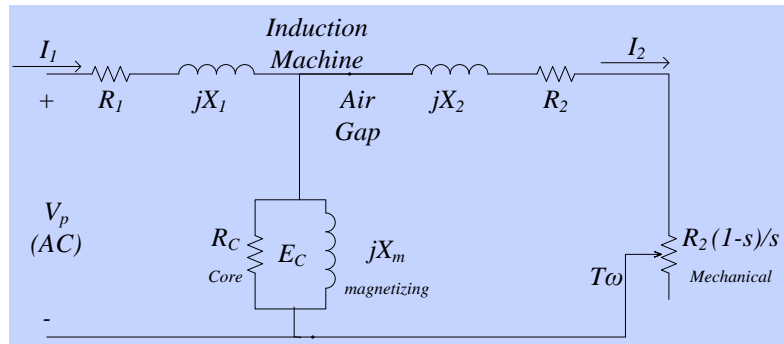 Induction
Machine
I1
I2
R1
jX1
Air
Gap
jX2
R2
+
Vp
(AC)
RC
Core
EC
jXm
magnetizing
R2(1-s)/s
Mechanical
Tω
-